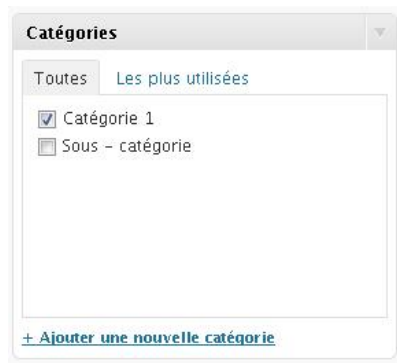 Catégories
Toutes Les plus utilisées
Catégorie 1
Sous - catégorie
+ Ajouter une nouvelle catégorie